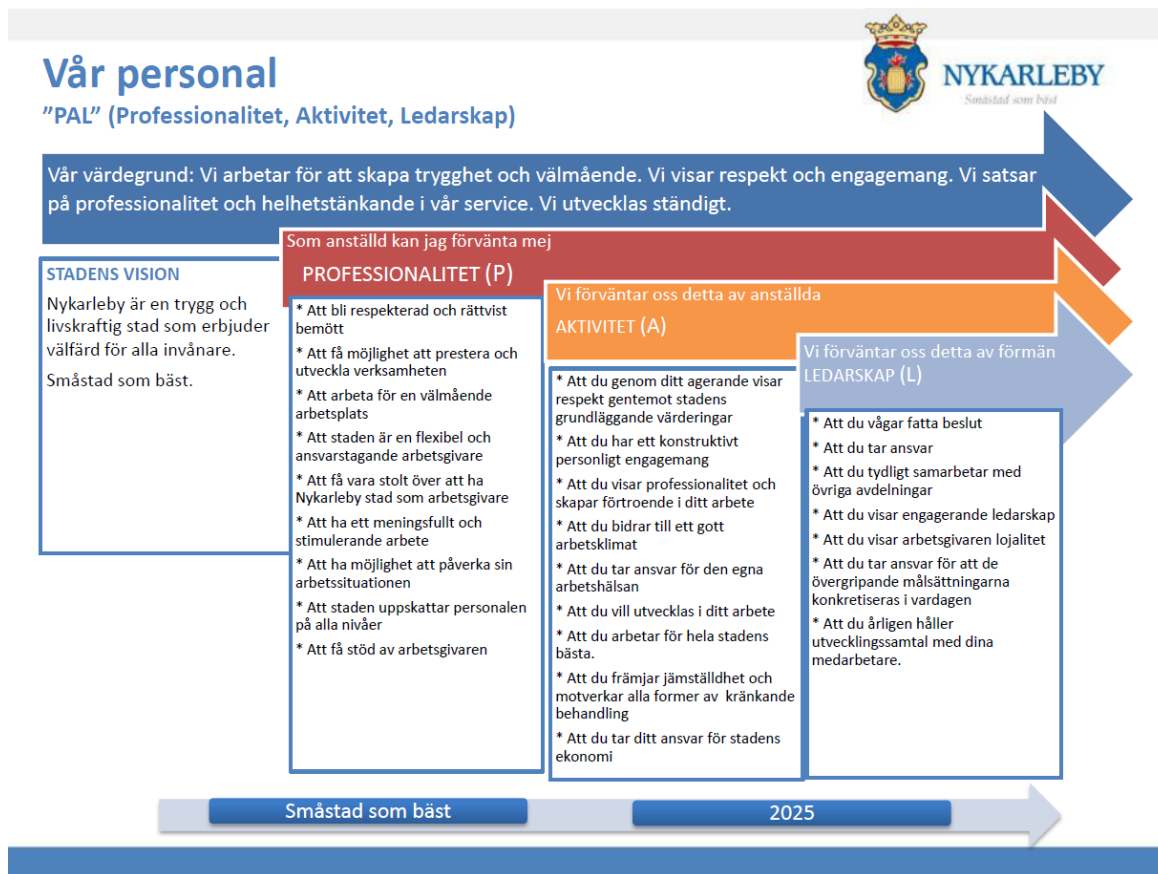 Vår personal
"PAL" (Professionalitet, Aktivitet, Ledarskap)
NYKARLEBY
Småstad som bäst
Vår värdegrund: Vi arbetar för att skapa trygghet och välmående. Vi visar respekt och engagemang. Vi satsar
på professionalitet och helhetstänkande i vår service. Vi utvecklas ständigt.
STADENS VISION
Nykarleby är en trygg och
livskraftig stad som erbjuder
välfärd för alla invånare.
Småstad som bäst.
Som anställd kan jag förvänta mej
PROFESSIONALITET (P)
* Att bli respekterad och rättvist
bemött
* Att få möjlighet att prestera och
utveckla verksamheten
* Att arbeta för en välmående
arbetsplats
* Att staden är en flexibel och
ansvarstagande arbetsgivare
* Att få vara stolt över att ha
Nykarleby stad som arbetsgivare
* Att ha ett meningsfullt och
stimulerande arbete
* Att ha möjlighet att påverka sin
arbetssituationen
* Att staden uppskattar personalen
på alla nivåer
* Att få stöd av arbetsgivaren
Vi förväntar oss detta av anställda
AKTIVITET (A)
* Att du genom ditt agerande visar
respekt gentemot stadens
grundläggande värderingar
* Att du har ett konstruktivt
personligt engagemang
* Att du visar professionalitet och
skapar förtroende i ditt arbete
* Att du bidrar till ett gott
arbetsklimat
* Att du tar ansvar för den egna
arbetshälsan
* Att du vill utvecklas i ditt arbete
* Att du arbetar för hela stadens
bästa.
* Att du främjar jämställdhet och
motverkar alla former av kränkande
behandling
* Att du tar ditt ansvar för stadens
ekonomi
Vi förväntar oss detta av förmän
LEDARSKAP (L)
* Att du vågar fatta beslut
* Att du tar ansvar
* Att du tydligt samarbetar med
övriga avdelningar
* Att du visar engagerande ledarskap
* Att du visar arbetsgivaren lojalitet
* Att du tar ansvar för att de
övergripande målsättningarna
konkretiseras i vardagen
* Att du årligen håller
utvecklingssamtal med dina
medarbetare.
Småstad som bäst
2025